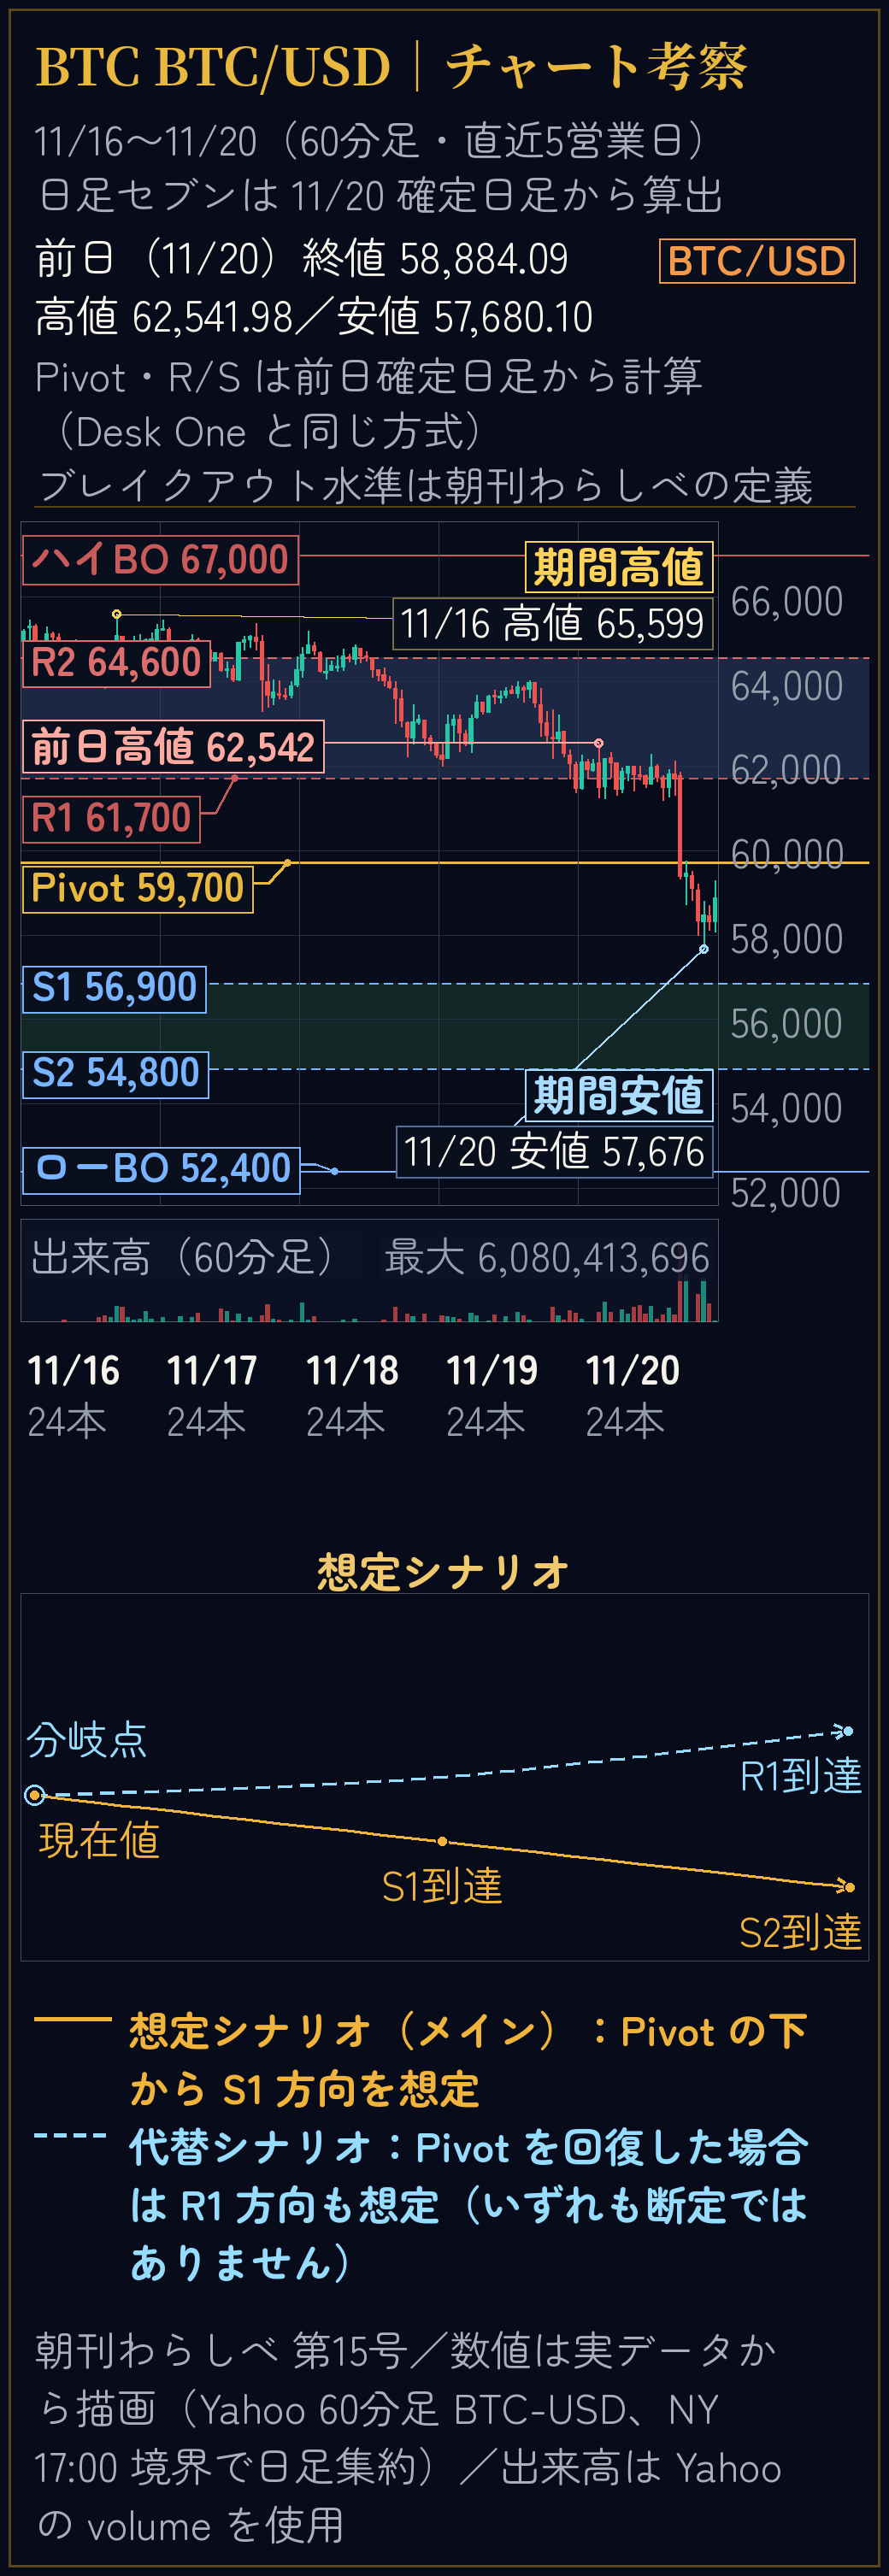 BTC BTC/USD｜チャート考察
11/16〜11/20（60分足・直近5営業日）
日足セブンは 11/20 確定日足から算出
前日（11/20）終値 58,884.09
BTC/USD
高値 62,541.98／安値 57,680.10
Pivot・R/S は前日確定日足から計算
（Desk One と同じ方式）
ブレイクアウト水準は朝刊わらしべの定義
ハイBO 67,000
期間高値
66,000
11/16 高値 65,599
R2 64,600
64,000
前日高値 62,542
62,000
R1 61,700
60,000
Pivot 59,700
58,000
S1 56,900
56,000
S2 54,800
期間安値
54,000
11/20 安値 57,676
ローBO 52,400
52,000
出来高（60分足） 最大 6,080,413,696
11/16 11/17 11/18 11/19 11/20
24本 24本 24本 24本 24本
想定シナリオ
分岐点
R1到達
現在値
S1到達
S2到達
想定シナリオ（メイン）：Pivot の下
から S1 方向を想定
代替シナリオ：Pivot を回復した場合
は R1 方向も想定（いずれも断定では
ありません）
朝刊わらしべ 第15号／数値は実データか
ら描画（Yahoo 60分足 BTC-USD、NY
17:00 境界で日足集約）／出来高は Yahoo
の volume を使用